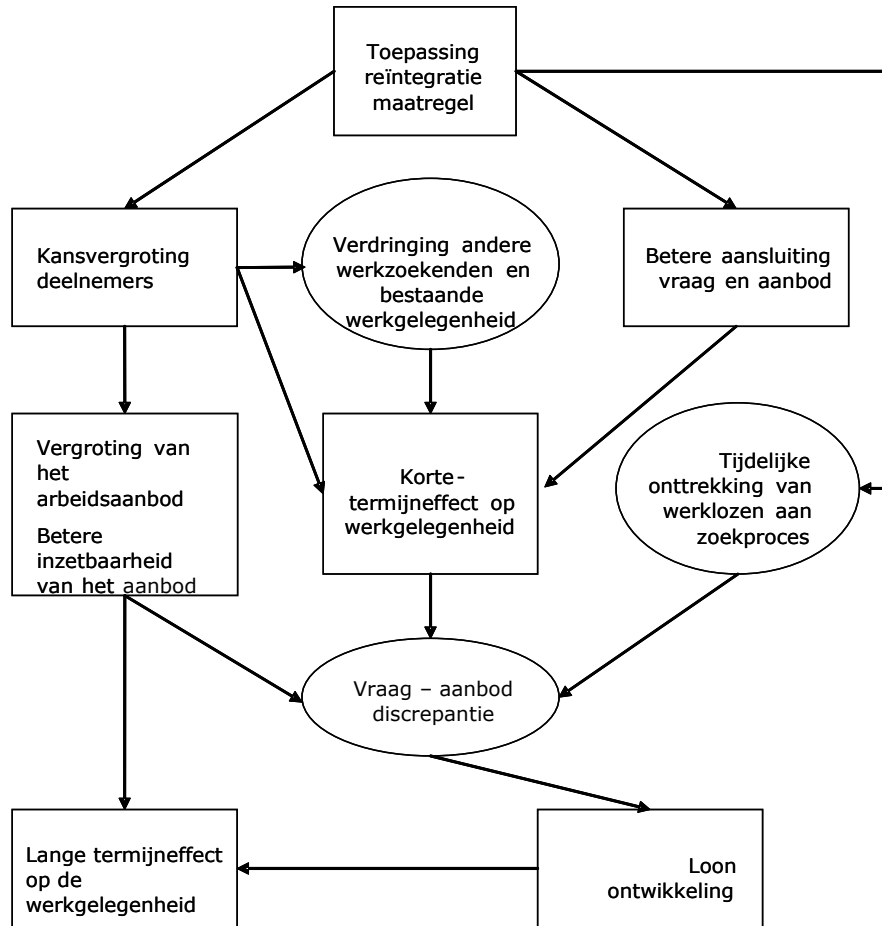 Toepassing
reïntegratie
maatregel
Kansvergroting
deelnemers
Verdringing andere
werkzoekenden en
bestaande
werkgelegenheid
Betere aansluiting
vraag en aanbod
Vergroting van
het
arbeidsaanbod
Betere
inzetbaarheid
van het aanbod
Korte-
termijneffect op
werkgelegenheid
Tijdelijke
onttrekking van
werklozen aan
zoekproces
Vraag – aanbod
discrepantie
Lange termijneffect
op de
werkgelegenheid
Loon
ontwikkeling